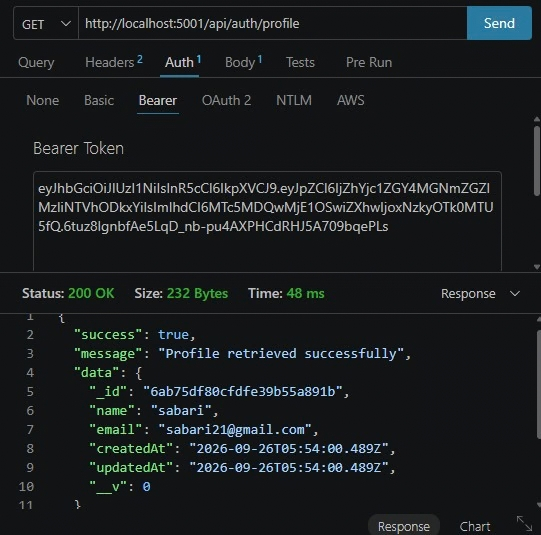 GET http://localhost:5001/api/auth/profile Send
Query Headers 2 Auth 1 Body 1 Tests Pre Run
None Basic Bearer OAuth 2 NTLM AWS
Bearer Token
eyJhbGciOiJIUzI1NiIsInR5cCI6IkpXVCJ9.eyJpZCI6IjZhYjc1ZGY4MGNmZGZl
MzliNTVhODkxYiIsImlhdCI6MTc5MDQwMjE1OSwiZXhwIjoxNzkyOTk0MTU
5fQ.6tuz8IgnbfAe5LqD_nb-pu4AXPHCdRHJ5A709bqePLs
Status: 200 OK Size: 232 Bytes Time: 48 ms Response
1 {
2 "success": true,
3 "message": "Profile retrieved successfully",
4 "data": {
5 "_id": "6ab75df80cfdfe39b55a891b",
6 "name": "sabari",
7 "email": "sabari21@gmail.com",
8 "createdAt": "2026-09-26T05:54:00.489Z",
9 "updatedAt": "2026-09-26T05:54:00.489Z",
10 "__v": 0
11 }
Response Chart